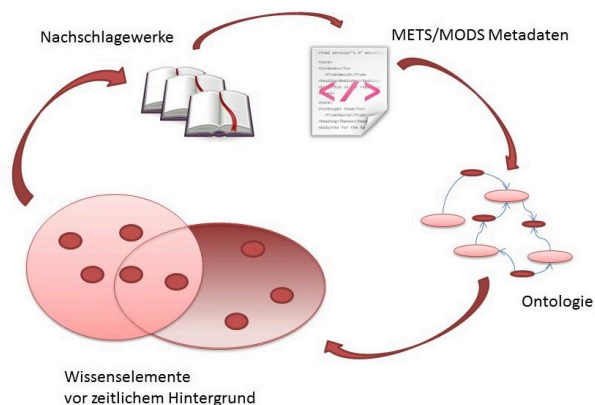 Nachschlagewerke
METS/MODS Metadaten
</>
Ontologie
Wissenselemente
vor zeitlichem Hintergrund